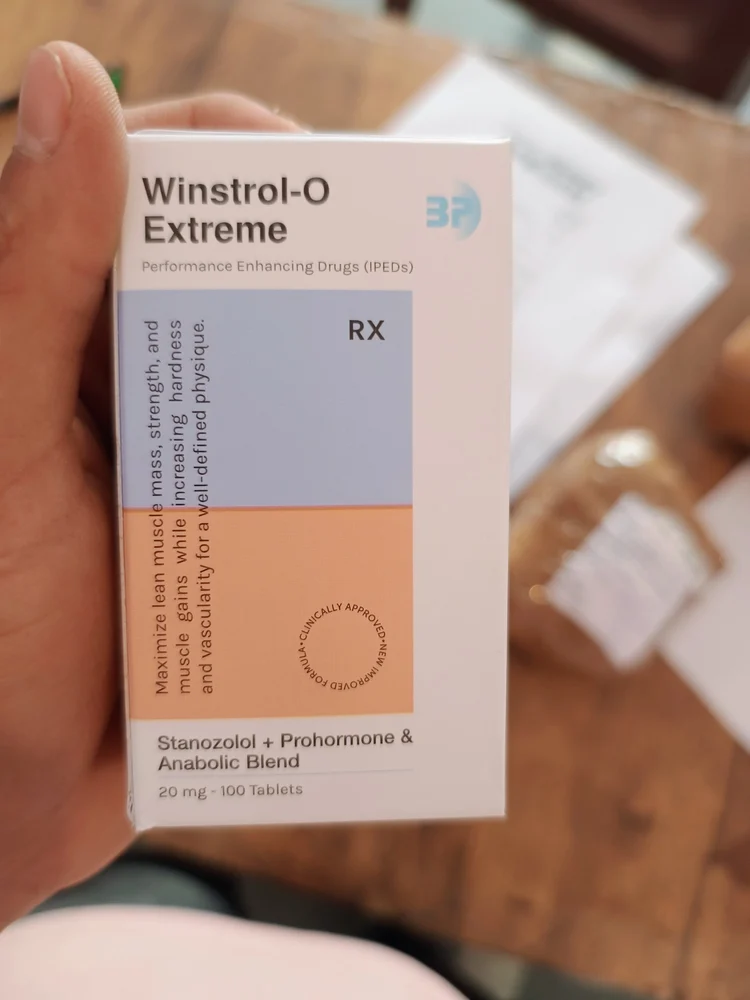 Winstrol-O
Extreme
BP
Performance Enhancing Drugs (IPEDs)
RX
Maximize lean muscle mass, strength, and
muscle gains while increasing hardness
and vascularity for a well-defined physique.
CLINICALLY APPROVED•NEW IMPROVED FORMULA•
Stanozolol + Prohormone &
Anabolic Blend
20 mg - 100 Tablets